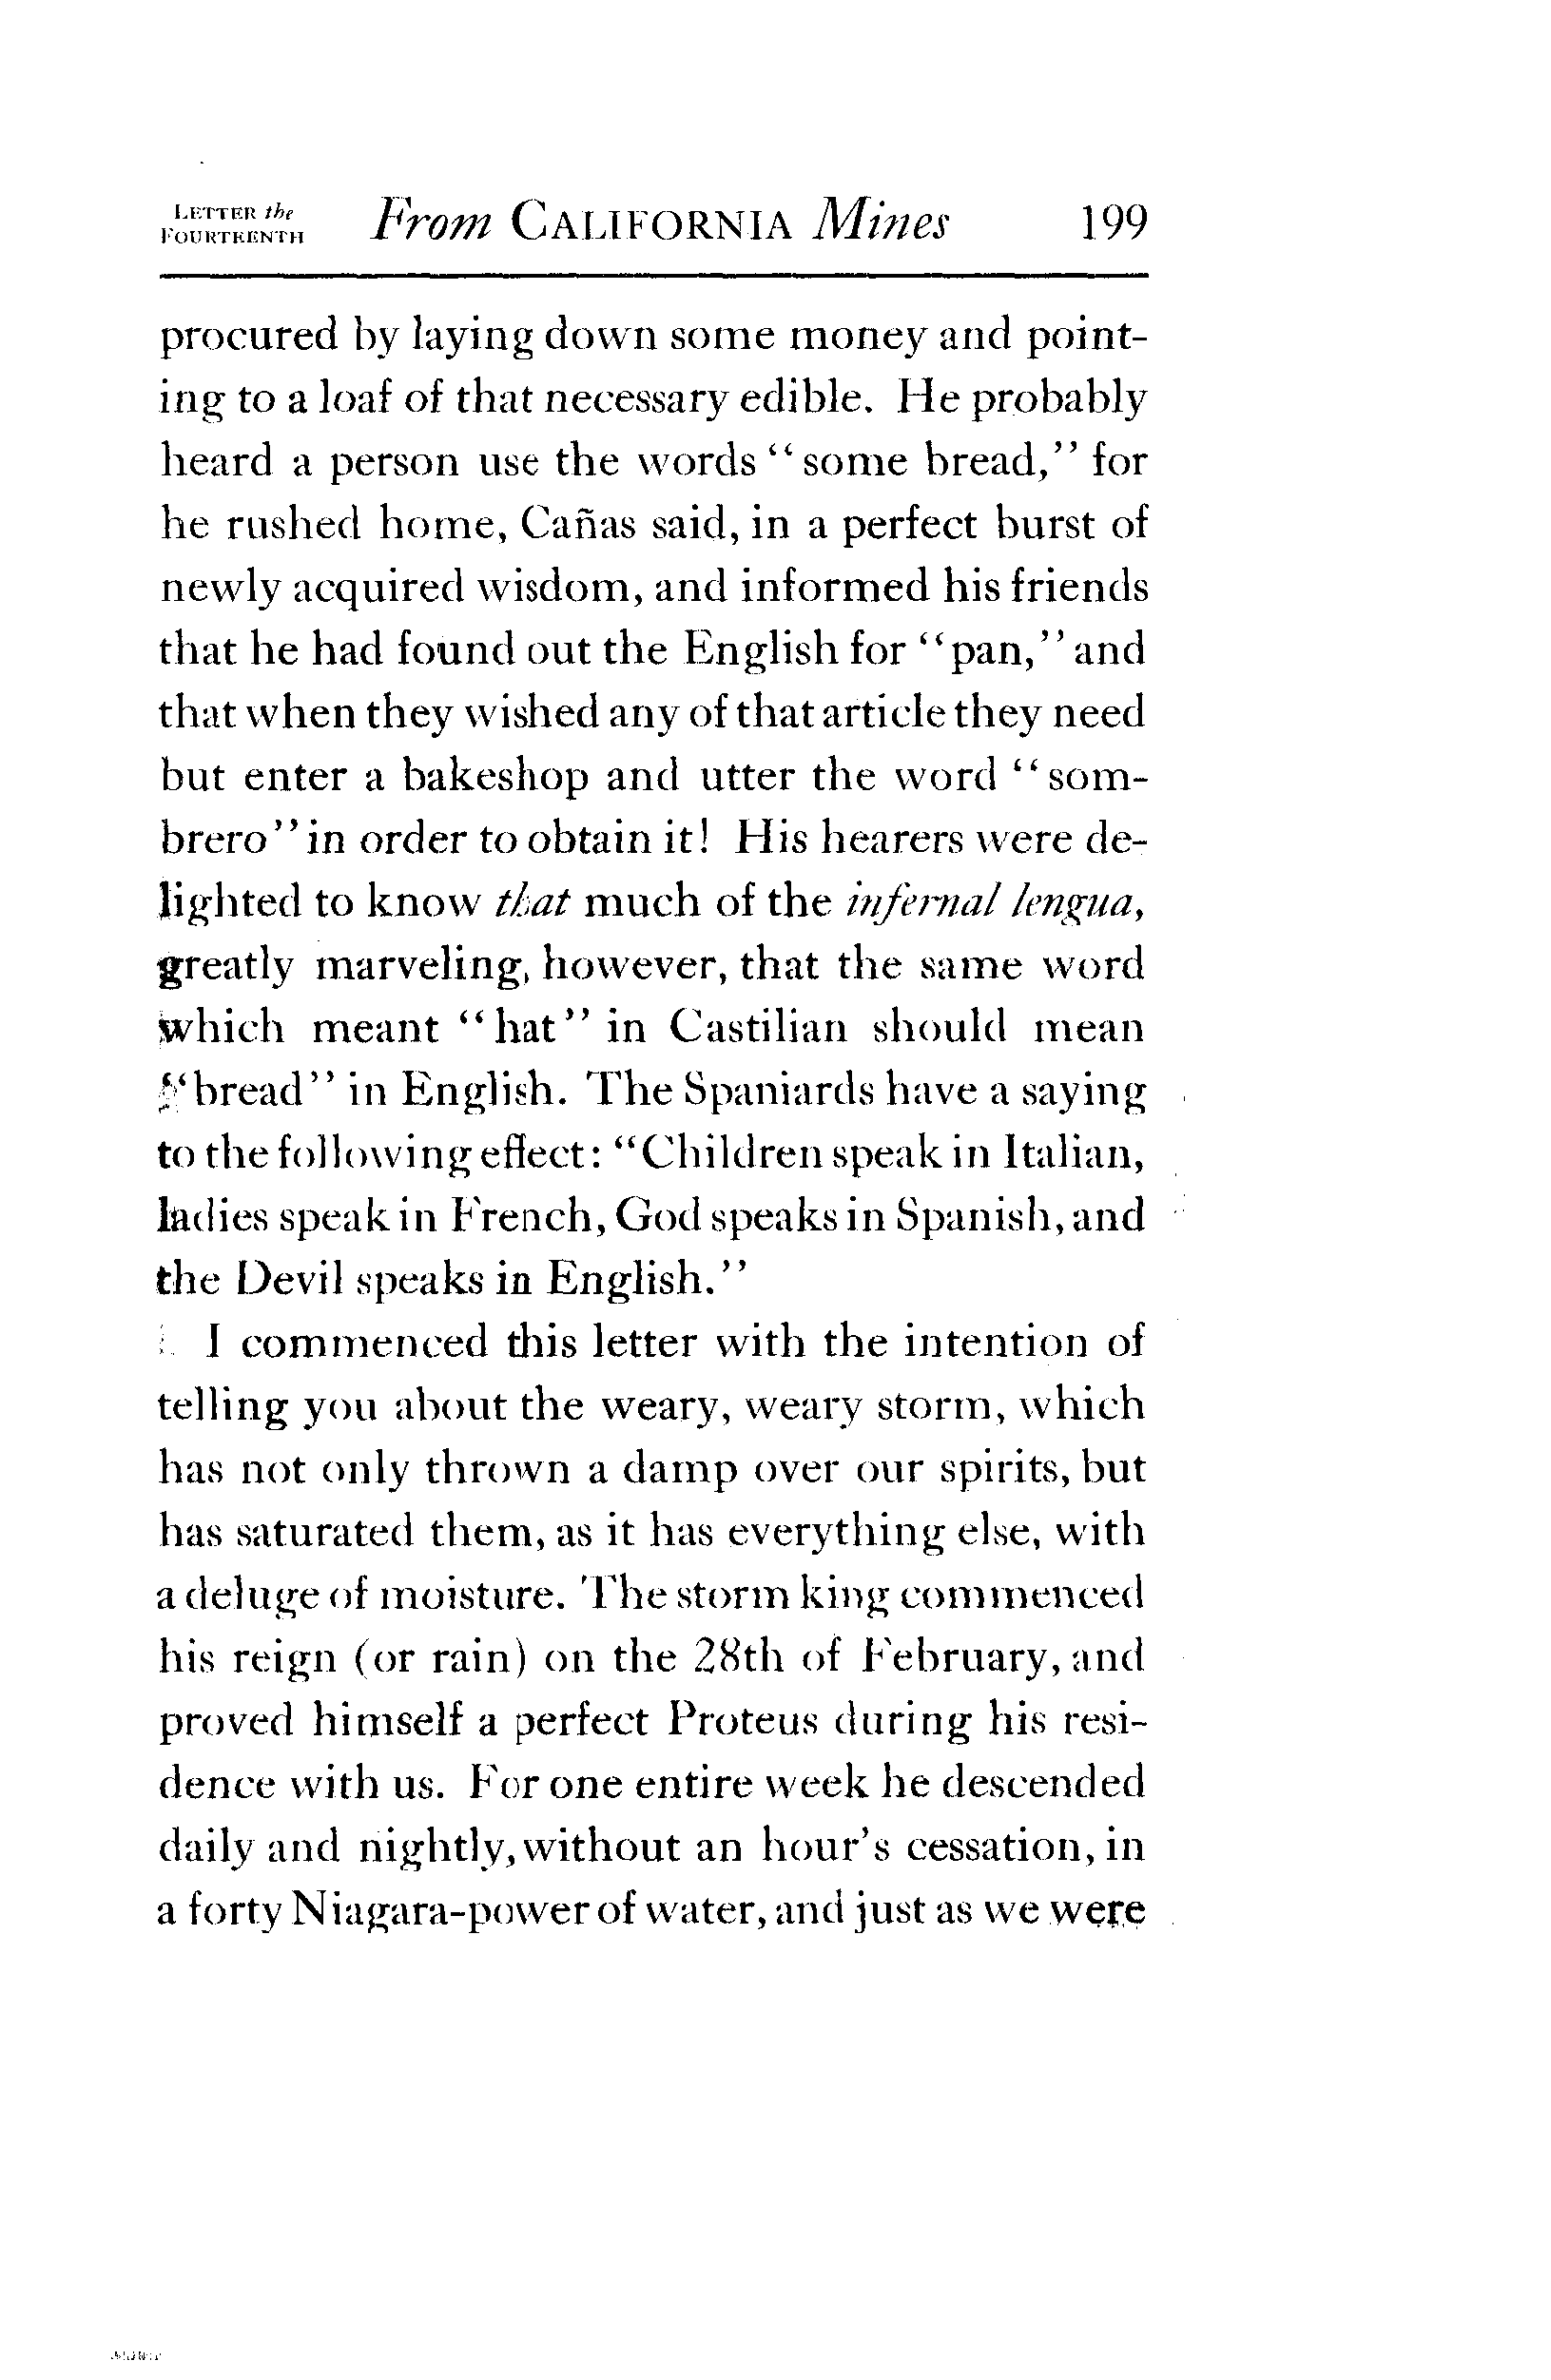 LETTER the
FOURTEENTH From CALIFORNIA Mines 199
procured by laying down some money and point-
ing to a loaf of that necessary edible. He probably
heard a person use the words "some bread," for
he rushed home, Cañas said, in a perfect burst of
newly acquired wisdom, and informed his friends
that he had found out the English for "pan," and
that when they wished any of that article they need
but enter a bakeshop and utter the word "som-
brero" in order to obtain it! His hearers were de-
lighted to know that much of the infernal lengua,
greatly marveling, however, that the same word
which meant "hat" in Castilian should mean
"bread" in English. The Spaniards have a saying
to the following effect: "Children speak in Italian,
ladies speak in French, God speaks in Spanish, and
the Devil speaks in English."
I commenced this letter with the intention of
telling you about the weary, weary storm, which
has not only thrown a damp over our spirits, but
has saturated them, as it has everything else, with
a deluge of moisture. The storm king commenced
his reign (or rain) on the 28th of February, and
proved himself a perfect Proteus during his resi-
dence with us. For one entire week he descended
daily and nightly, without an hour's cessation, in
a forty Niagara-power of water, and just as we were